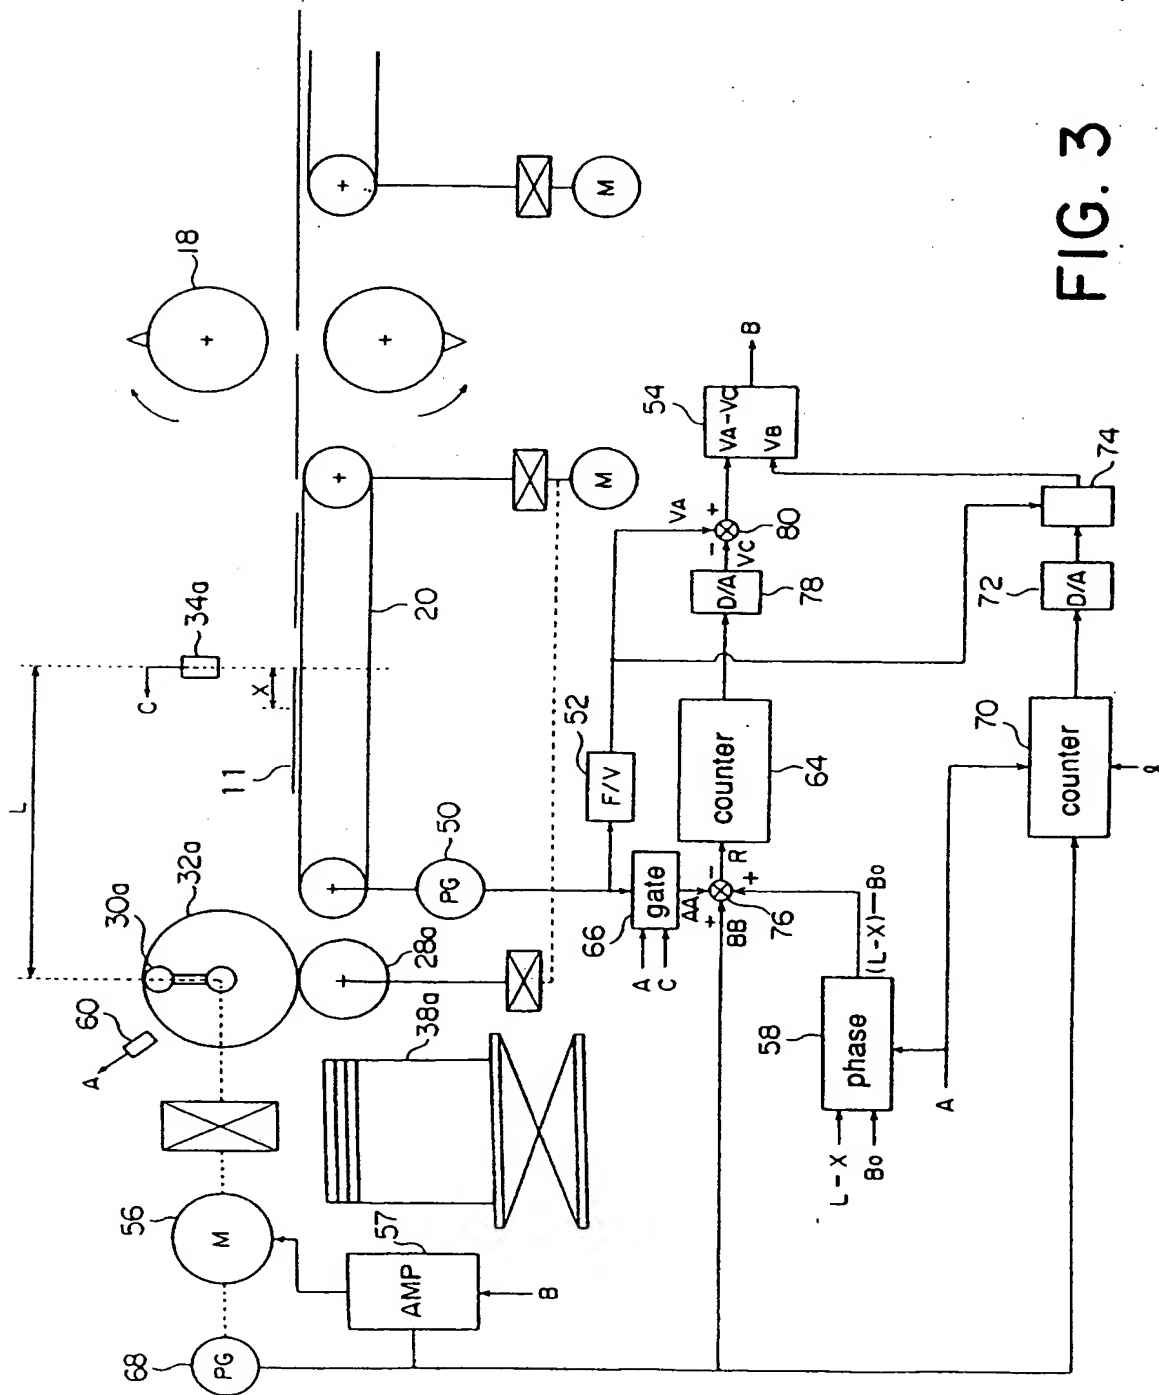 FIG. 3
L
C
34a
X
11
20
18
M
M
30a
32a
60
A
28a
38a
56
M
57
AMP
B
68
PG
50
PG
52
F/V
VA
66
gate
A
C
AA
BB
+
-
+
R
76
counter
64
D/A
78
VC
-
+
80
54
VA-VC
VB
B
58
phase
L-X
Bo
A
(L-X)-Bo
70
counter
ℓ
72
D/A
74